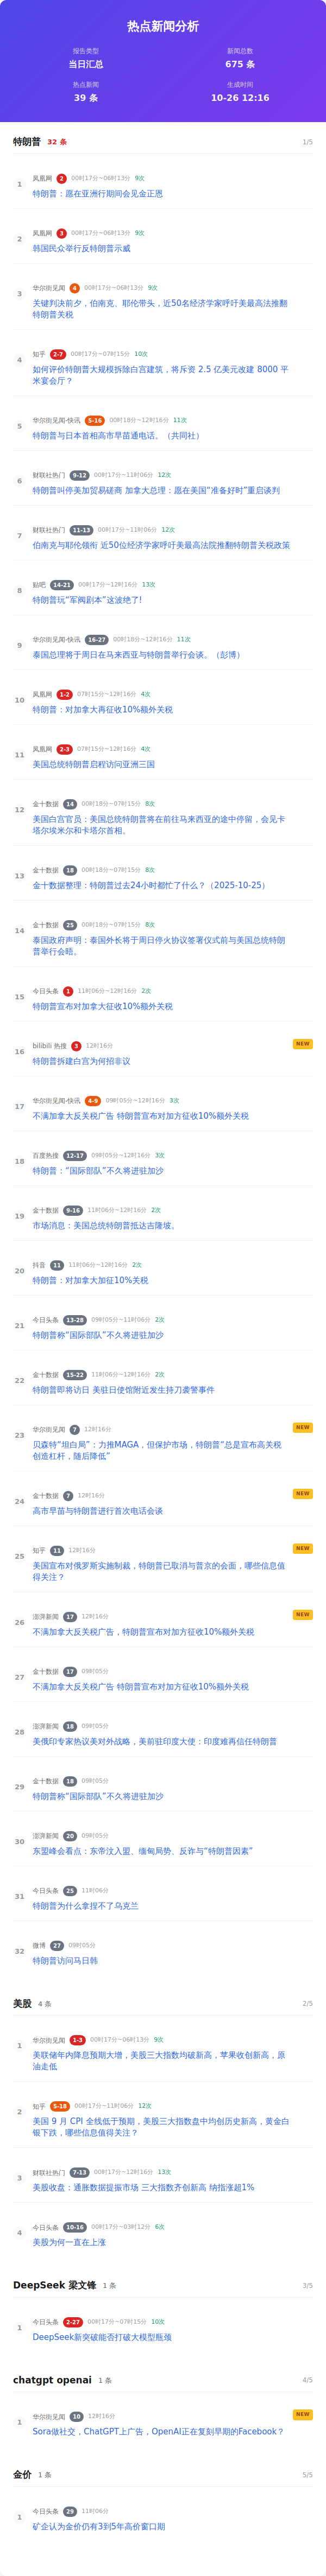 热点新闻分析
报告类型
新闻总数
当日汇总
675 条
热点新闻
生成时间
39 条
10-26 12:16
特朗普 32 条 1/5
1 凤凰网 2 00时17分~06时13分 9次
特朗普：愿在亚洲行期间会见金正恩
2 凤凰网 3 00时17分~06时13分 9次
韩国民众举行反特朗普示威
3 华尔街见闻 4 00时17分~06时13分 9次
关键判决前夕，伯南克、耶伦带头，近50名经济学家呼吁美最高法推翻
特朗普关税
4 知乎 2-7 00时17分~07时15分 10次
如何评价特朗普大规模拆除白宫建筑，将斥资 2.5 亿美元改建 8000 平
米宴会厅？
5 华尔街见闻-快讯 5-16 00时18分~12时16分 11次
特朗普与日本首相高市早苗通电话。（共同社）
6 财联社热门 9-12 00时17分~11时06分 12次
特朗普叫停美加贸易磋商 加拿大总理：愿在美国“准备好时”重启谈判
7 财联社热门 11-13 00时17分~11时06分 12次
伯南克与耶伦领衔 近50位经济学家呼吁美最高法院推翻特朗普关税政策
8 贴吧 14-21 00时17分~12时16分 13次
特朗普玩“军阀剧本”这波绝了!
9 华尔街见闻-快讯 16-27 00时18分~12时16分 11次
泰国总理将于周日在马来西亚与特朗普举行会谈。（彭博）
10 凤凰网 1-2 07时15分~12时16分 4次
特朗普：对加拿大再征收10%额外关税
11 凤凰网 2-3 07时15分~12时16分 4次
美国总统特朗普启程访问亚洲三国
12 金十数据 14 00时18分~07时15分 8次
美国白宫官员：美国总统特朗普将在前往马来西亚的途中停留，会见卡
塔尔埃米尔和卡塔尔首相。
13 金十数据 18 00时18分~07时15分 8次
金十数据整理：特朗普过去24小时都忙了什么？（2025-10-25）
14 金十数据 25 00时18分~07时15分 8次
泰国政府声明：泰国外长将于周日停火协议签署仪式前与美国总统特朗
普举行会晤。
15 今日头条 1 11时06分~12时16分 2次
特朗普宣布对加拿大征收10%额外关税
16 bilibili 热搜 3 12时16分 NEW
特朗普拆建白宫为何招非议
17 华尔街见闻-快讯 4-9 09时05分~12时16分 3次
不满加拿大反关税广告 特朗普宣布对加方征收10%额外关税
18 百度热搜 12-17 09时05分~12时16分 3次
特朗普：“国际部队”不久将进驻加沙
19 金十数据 9-16 11时06分~12时16分 2次
市场消息：美国总统特朗普抵达吉隆坡。
20 抖音 11 11时06分~12时16分 2次
特朗普：对加拿大加征10%关税
21 今日头条 13-28 09时05分~11时06分 2次
特朗普称“国际部队”不久将进驻加沙
22 金十数据 15-22 11时06分~12时16分 2次
特朗普即将访日 美驻日使馆附近发生持刀袭警事件
23 华尔街见闻 7 12时16分 NEW
贝森特“坦白局”：力推MAGA，但保护市场，特朗普“总是宣布高关税
创造杠杆，随后降低”
24 金十数据 7 12时16分 NEW
高市早苗与特朗普进行首次电话会谈
25 知乎 11 12时16分 NEW
美国宣布对俄罗斯实施制裁，特朗普已取消与普京的会面，哪些信息值
得关注？
26 澎湃新闻 17 12时16分 NEW
不满加拿大反关税广告，特朗普宣布对加方征收10%额外关税
27 金十数据 17 09时05分
不满加拿大反关税广告 特朗普宣布对加方征收10%额外关税
28 澎湃新闻 18 09时05分
美俄印专家热议美对外战略，美前驻印度大使：印度难再信任特朗普
29 金十数据 18 09时05分
特朗普称“国际部队”不久将进驻加沙
30 澎湃新闻 20 09时05分
东盟峰会看点：东帝汶入盟、缅甸局势、反诈与“特朗普因素”
31 今日头条 25 11时06分
特朗普为什么拿捏不了乌克兰
32 微博 27 09时05分
特朗普访问马日韩
美股 4 条 2/5
1 华尔街见闻 1-3 00时17分~06时13分 9次
美联储年内降息预期大增，美股三大指数均破新高，苹果收创新高，原
油走低
2 知乎 5-18 00时17分~11时06分 12次
美国 9 月 CPI 全线低于预期，美股三大指数盘中均创历史新高，黄金白
银下跌，哪些信息值得关注？
3 财联社热门 7-13 00时17分~12时16分 13次
美股收盘：通胀数据提振市场 三大指数齐创新高 纳指涨超1%
4 今日头条 10-16 00时17分~03时12分 6次
美股为何一直在上涨
DeepSeek 梁文锋 1 条 3/5
1 今日头条 2-27 00时17分~07时15分 10次
DeepSeek新突破能否打破大模型瓶颈
chatgpt openai 1 条 4/5
1 华尔街见闻 10 12时16分 NEW
Sora做社交，ChatGPT上广告，OpenAI正在复刻早期的Facebook？
金价 1 条 5/5
1 今日头条 29 11时06分
矿企认为金价仍有3到5年高价窗口期